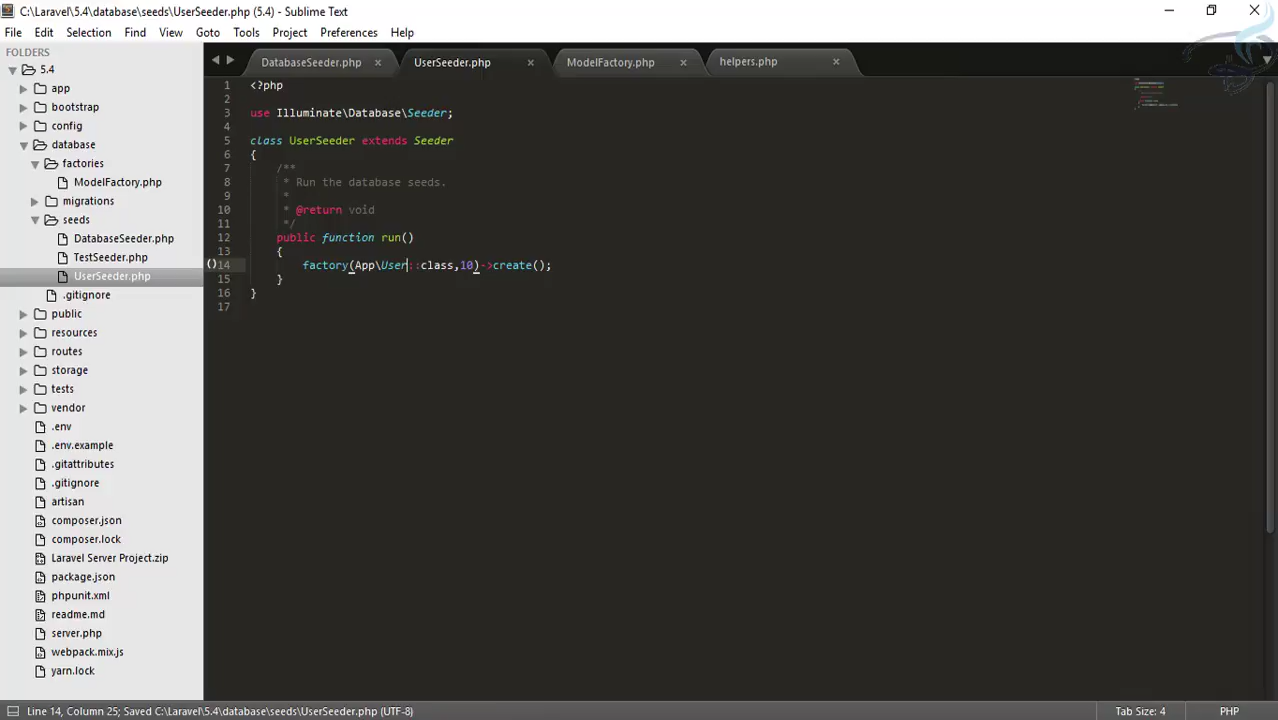 C:\Laravel\5.4\database\seeds\UserSeeder.php (5.4) - Sublime Text
File Edit Selection Find View Goto Tools Project Preferences Help
FOLDERS
5.4
app
bootstrap
config
database
factories
ModelFactory.php
migrations
seeds
DatabaseSeeder.php
TestSeeder.php
UserSeeder.php
.gitignore
public
resources
routes
storage
tests
vendor
.env
.env.example
.gitattributes
.gitignore
artisan
composer.json
composer.lock
Laravel Server Project.zip
package.json
phpunit.xml
readme.md
server.php
webpack.mix.js
yarn.lock
DatabaseSeeder.php × UserSeeder.php × ModelFactory.php × helpers.php ×
1 <?php
2
3 use Illuminate\Database\Seeder;
4
5 class UserSeeder extends Seeder
6 {
7 /**
8 * Run the database seeds.
9 *
10 * @return void
11 */
12 public function run()
13 {
()14 factory(App\User::class,10)->create();
15 }
16 }
17
Line 14, Column 25; Saved C:\Laravel\5.4\database\seeds\UserSeeder.php (UTF-8) Tab Size: 4 PHP